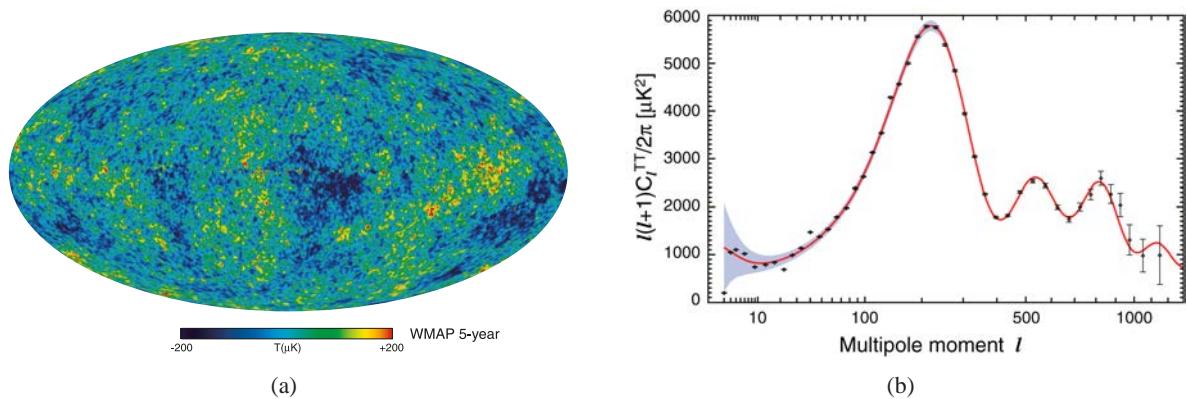 -200
T(μK)
+200
WMAP 5-year
(a)
6000
5000
4000
3000
2000
1000
0
l(l+1)C_l^TT/2π [μK²]
10
100
500
1000
Multipole moment l
(b)